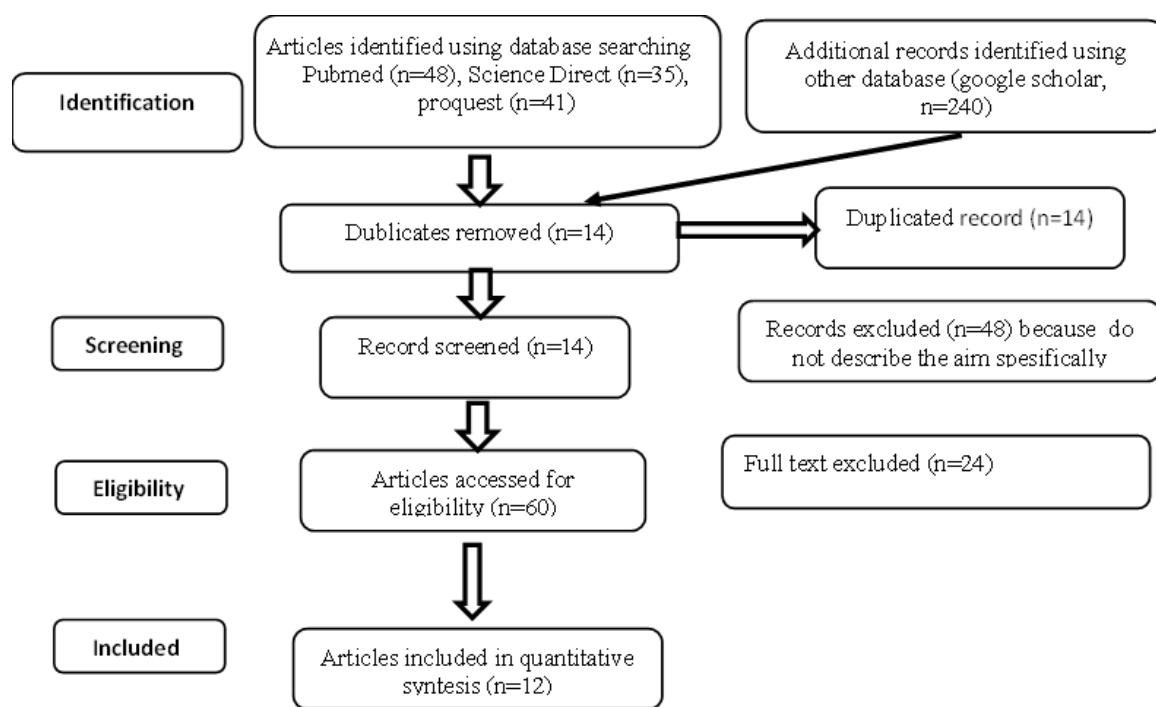 Identification
Articles identified using database searching
Pubmed (n=48), Science Direct (n=35),
proquest (n=41)
Additional records identified using
other database (google scholar,
n=240)
Dublicates removed (n=14)
Duplicated record (n=14)
Screening
Record screened (n=14)
Records excluded (n=48) because do
not describe the aim spesifically
Eligibility
Articles accessed for
eligibility (n=60)
Full text excluded (n=24)
Included
Articles included in quantitative
syntesis (n=12)